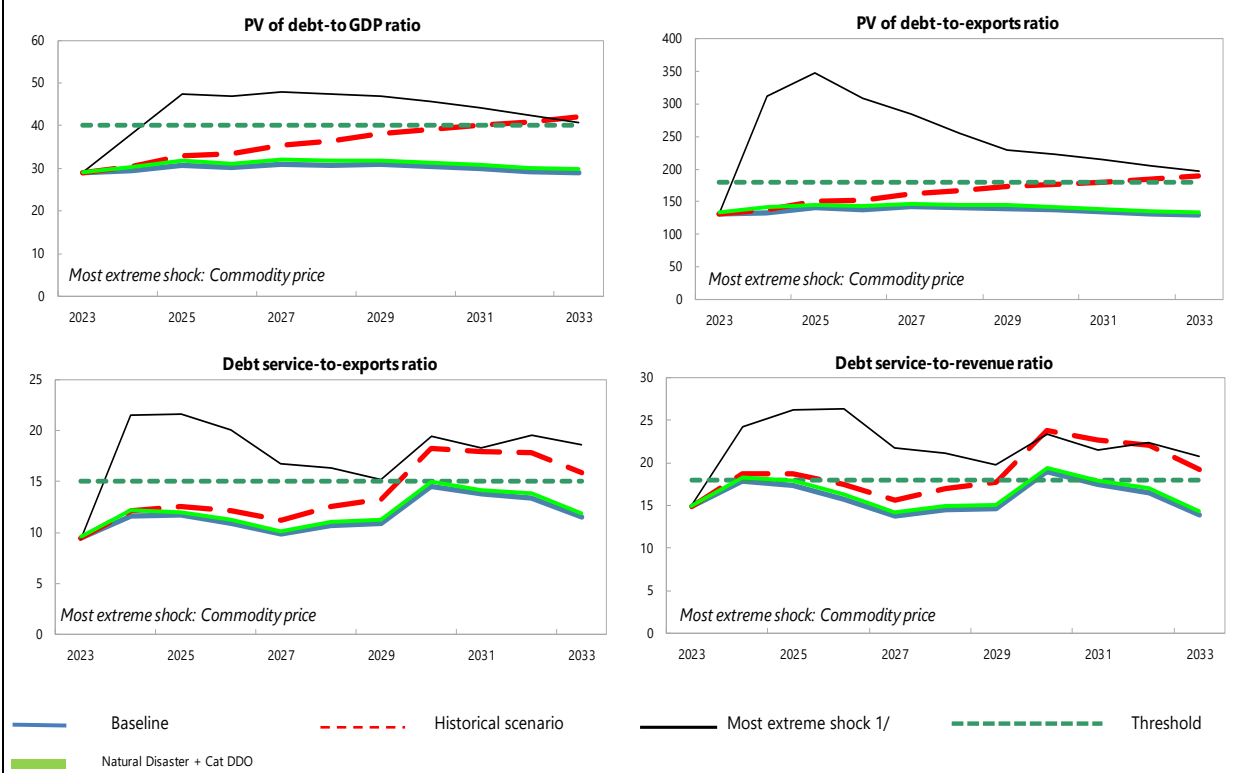 PV of debt-to GDP ratio
60
50
40
30
20
10
0
Most extreme shock: Commodity price
2023 2025 2027 2029 2031 2033
PV of debt-to-exports ratio
400
350
300
250
200
150
100
50
0
Most extreme shock: Commodity price
2023 2025 2027 2029 2031 2033
Debt service-to-exports ratio
25
20
15
10
5
0
Most extreme shock: Commodity price
2023 2025 2027 2029 2031 2033
Debt service-to-revenue ratio
30
25
20
15
10
5
0
Most extreme shock: Commodity price
2023 2025 2027 2029 2031 2033
Baseline Historical scenario Most extreme shock 1/ Threshold
Natural Disaster + Cat DDO